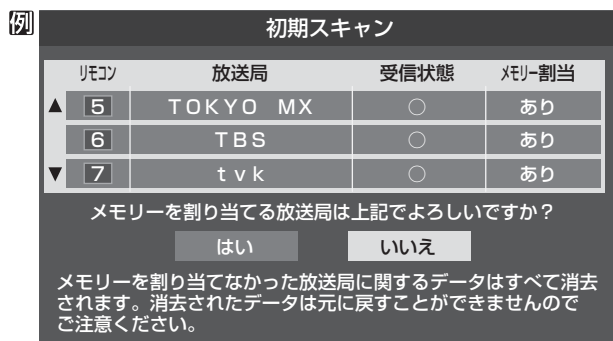 例
初期スキャン
リモコン 放送局 受信状態 メモリー割当
▲ 5 TOKYO MX ○ あり
6 TBS あり
▼ 7 tvk ○ あり
メモリーを割り当てる放送局は上記でよろしいですか？
はい いいえ
メモリーを割り当てなかった放送局に関するデータはすべて消去
されます。消去されたデータは元に戻すことができませんので
ご注意ください。